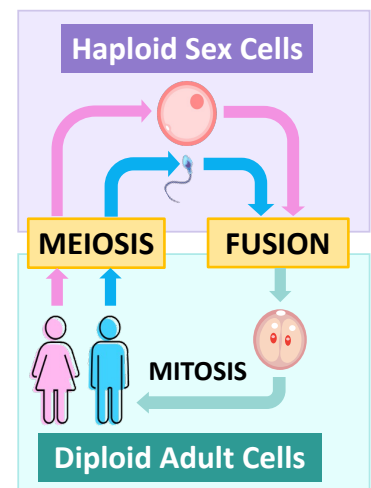 Haploid Sex Cells
MEIOSIS
FUSION
MITOSIS
Diploid Adult Cells